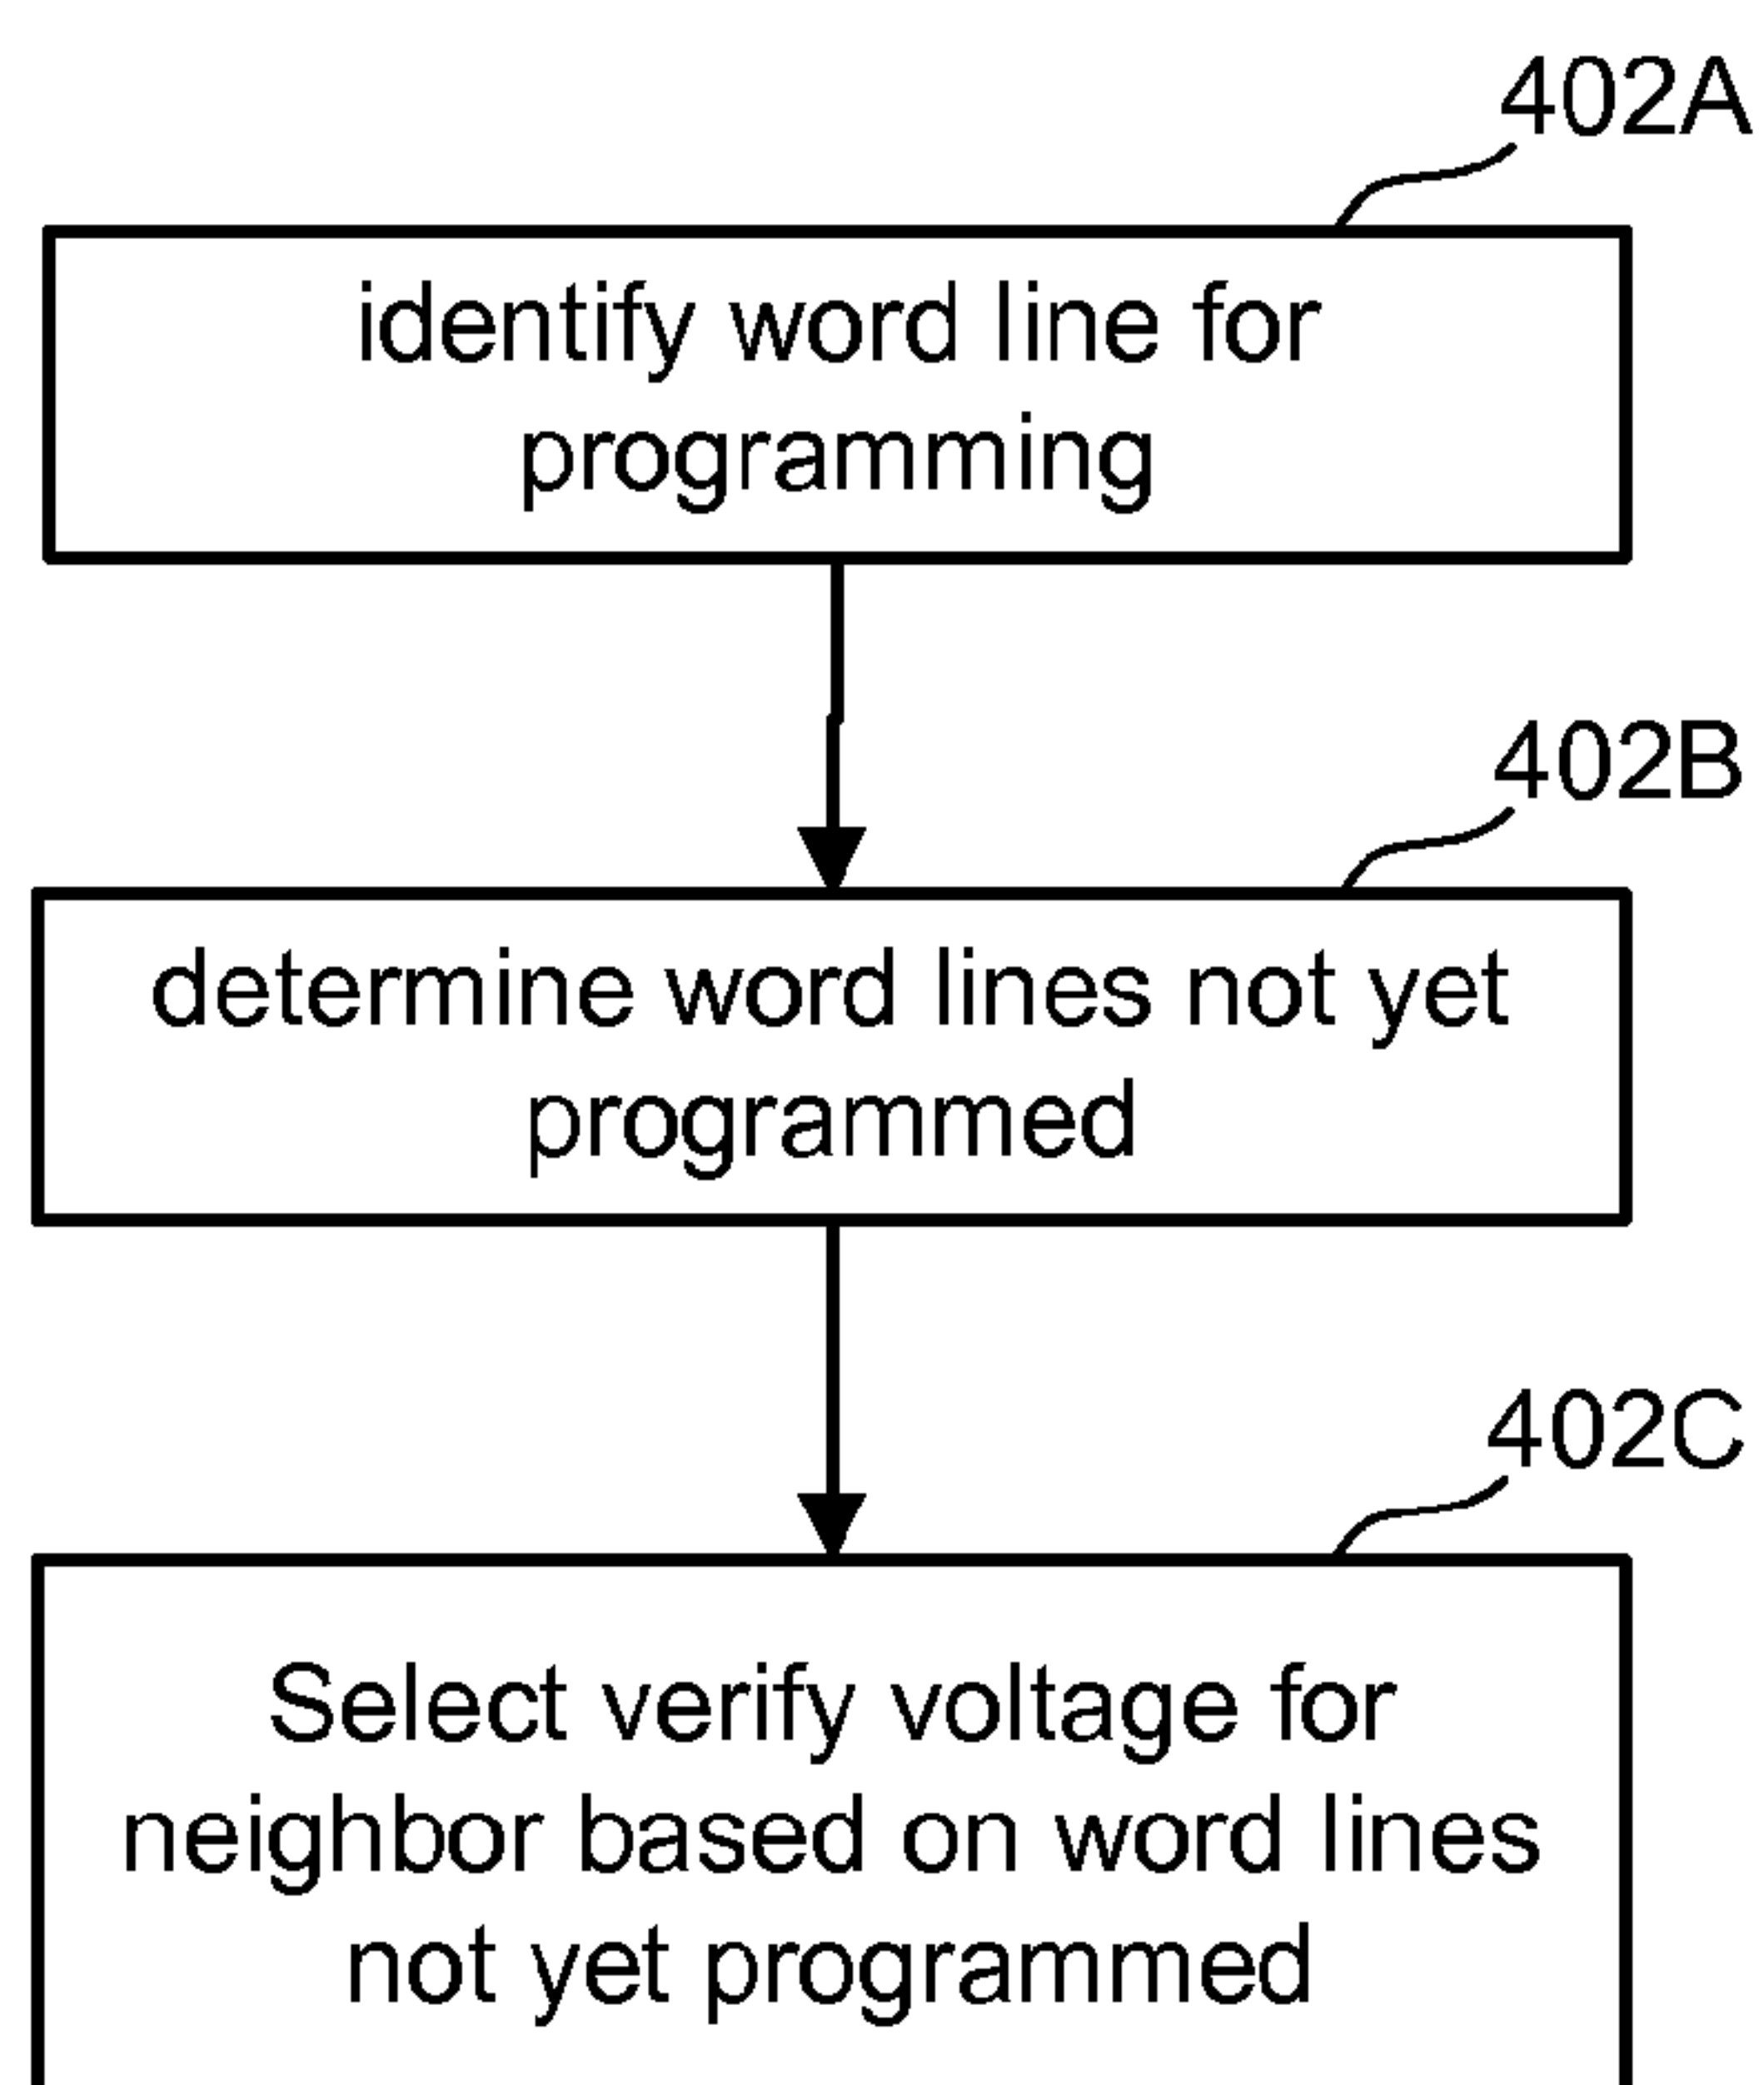 402A
identify word line for
programming
402B
determine word lines not yet
programmed
402C
Select verify voltage for
neighbor based on word lines
not yet programmed